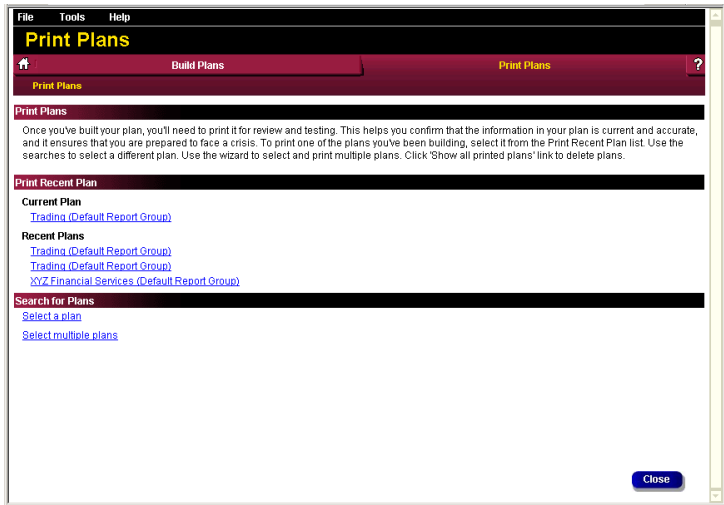 File Tools Help
Print Plans
Build Plans Print Plans ?
Print Plans
Print Plans
Once you've built your plan, you'll need to print it for review and testing. This helps you confirm that the information in your plan is current and accurate,
and it ensures that you are prepared to face a crisis. To print one of the plans you've been building, select it from the Print Recent Plan list. Use the
searches to select a different plan. Use the wizard to select and print multiple plans. Click 'Show all printed plans' link to delete plans.
Print Recent Plan
Current Plan
Trading (Default Report Group)
Recent Plans
Trading (Default Report Group)
Trading (Default Report Group)
XYZ Financial Services (Default Report Group)
Search for Plans
Select a plan
Select multiple plans
Close